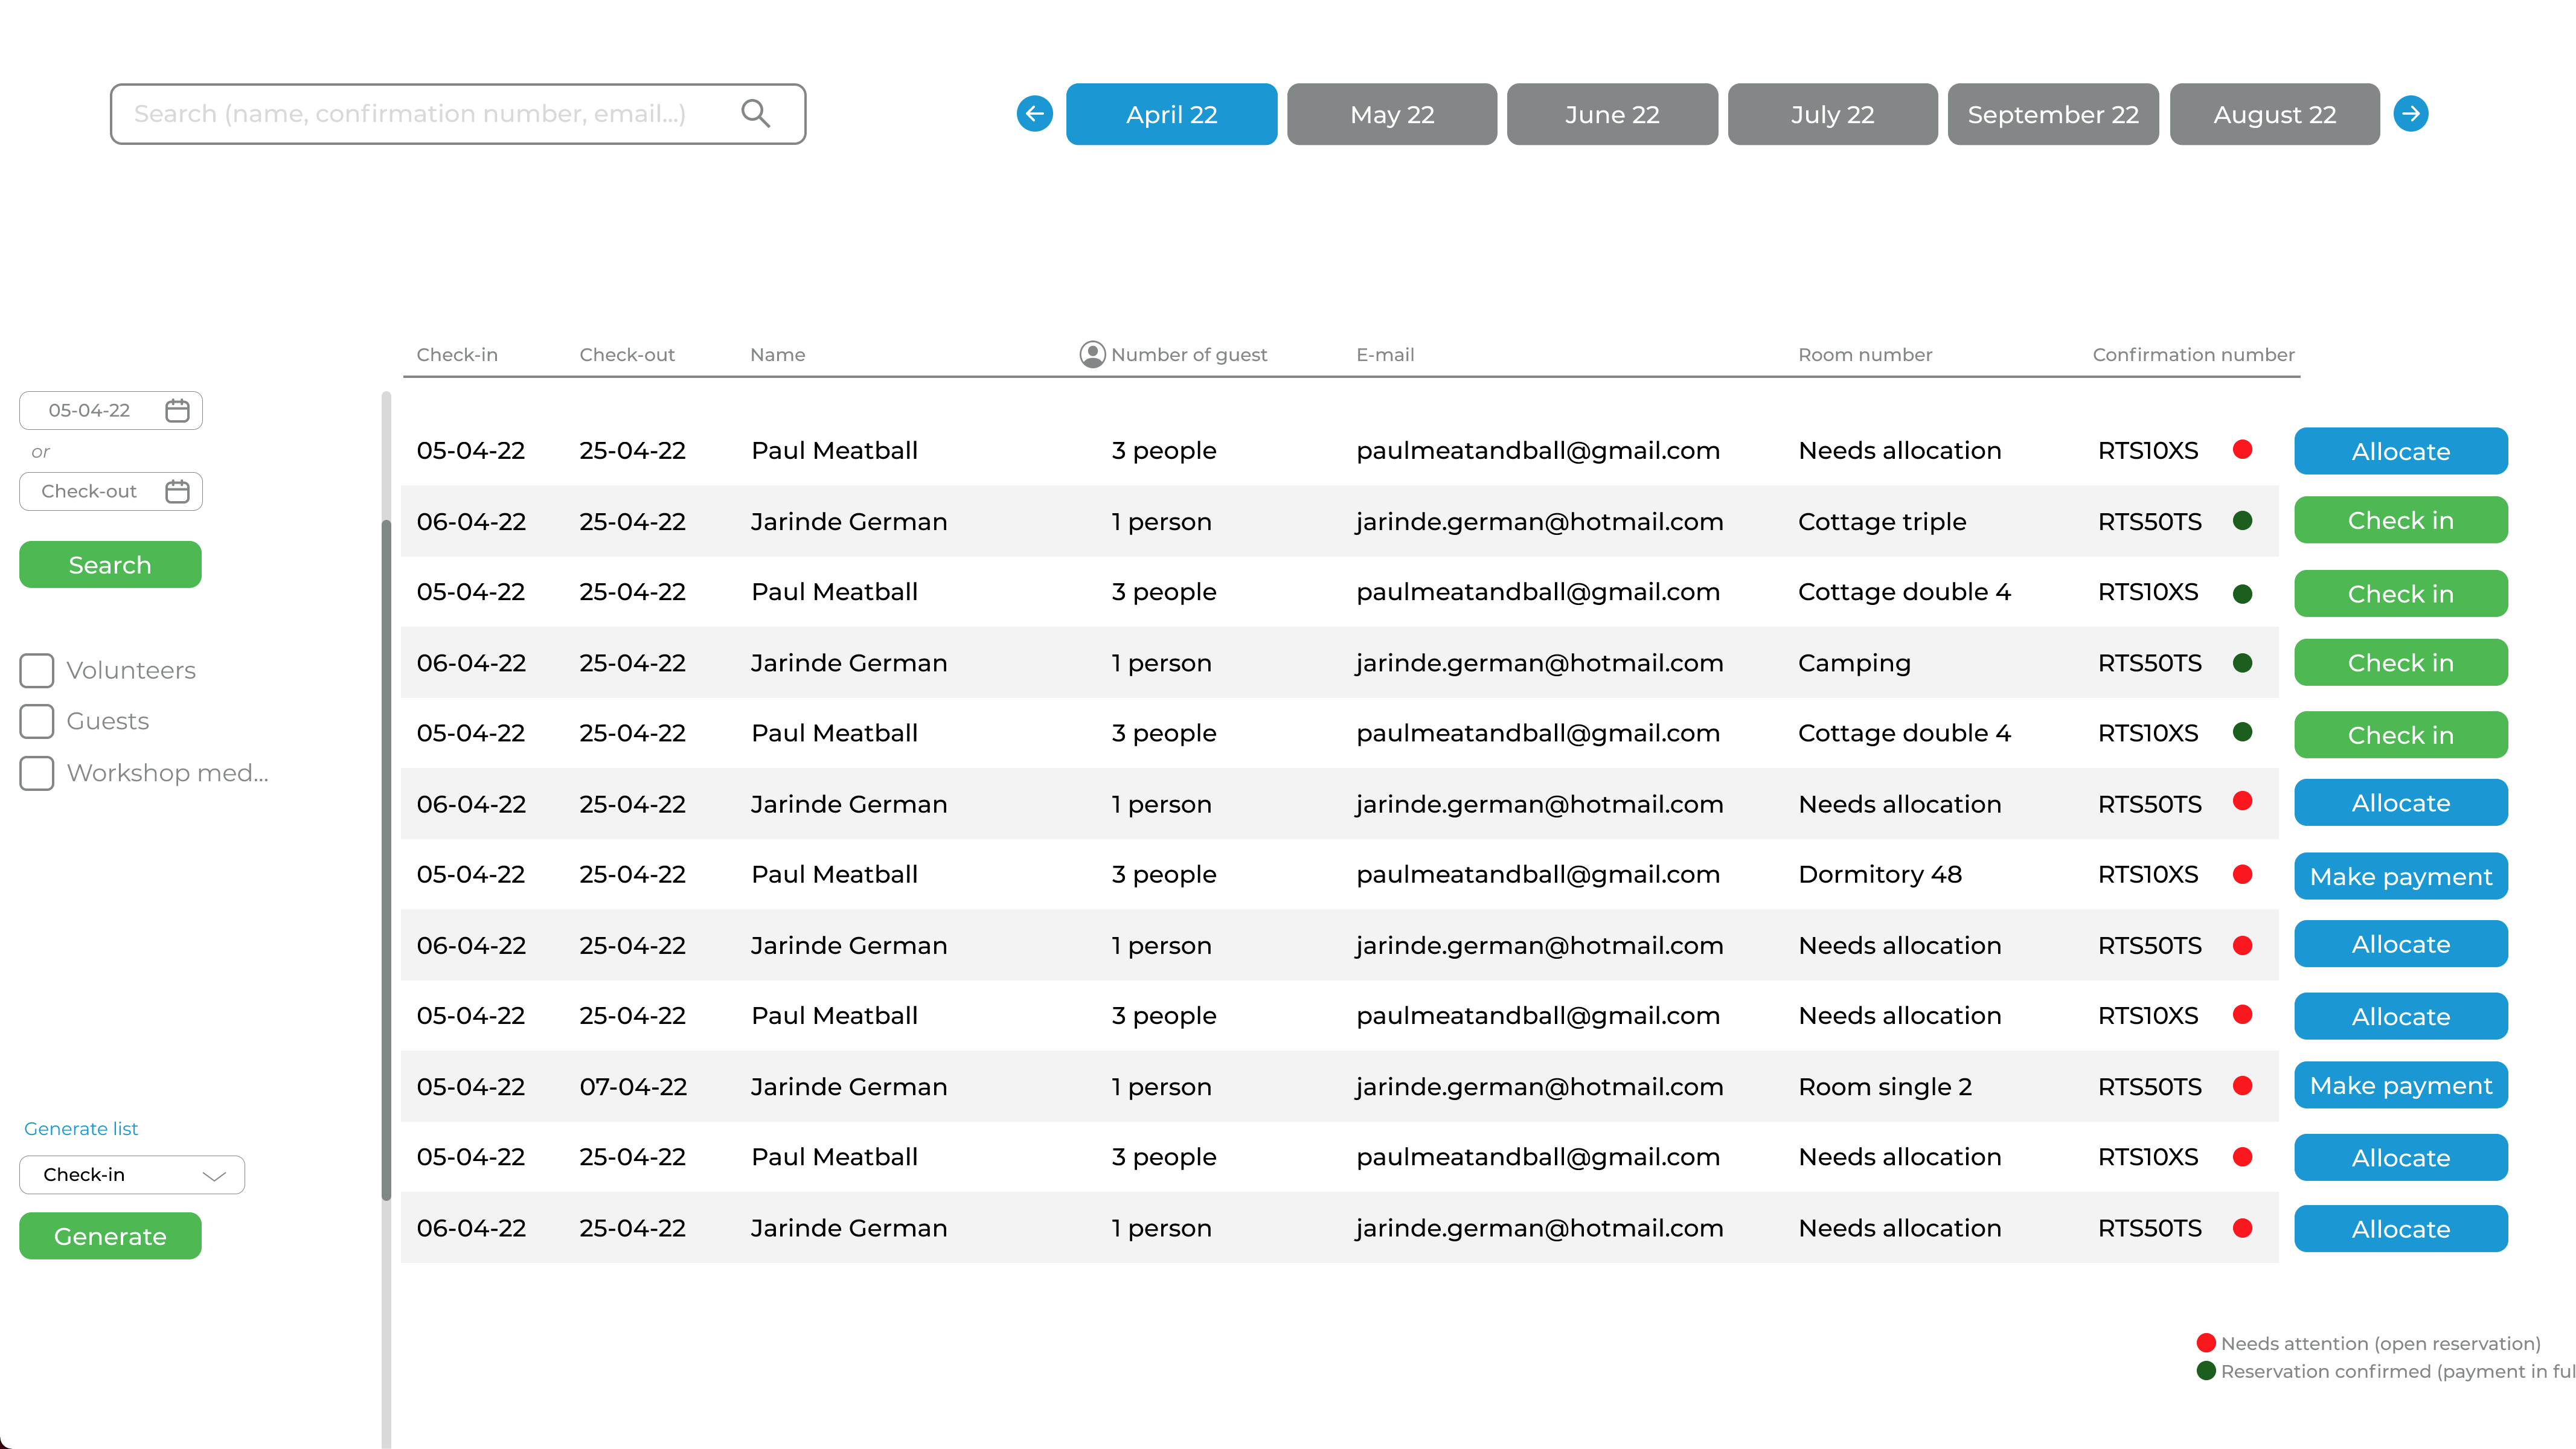 Search (name, confirmation number, email...)
April 22 May 22 June 22 July 22 September 22 August 22
Check-in Check-out Name Number of guest E-mail Room number Confirmation number
05-04-22
or
Check-out
Search
Volunteers
Guests
Workshop med...
Generate list
Check-in
Generate
05-04-22 25-04-22 Paul Meatball 3 people paulmeatandball@gmail.com Needs allocation RTS10XS Allocate
06-04-22 25-04-22 Jarinde German 1 person jarinde.german@hotmail.com Cottage triple RTS50TS Check in
05-04-22 25-04-22 Paul Meatball 3 people paulmeatandball@gmail.com Cottage double 4 RTS10XS Check in
06-04-22 25-04-22 Jarinde German 1 person jarinde.german@hotmail.com Camping RTS50TS Check in
05-04-22 25-04-22 Paul Meatball 3 people paulmeatandball@gmail.com Cottage double 4 RTS10XS Check in
06-04-22 25-04-22 Jarinde German 1 person jarinde.german@hotmail.com Needs allocation RTS50TS Allocate
05-04-22 25-04-22 Paul Meatball 3 people paulmeatandball@gmail.com Dormitory 48 RTS10XS Make payment
06-04-22 25-04-22 Jarinde German 1 person jarinde.german@hotmail.com Needs allocation RTS50TS Allocate
05-04-22 25-04-22 Paul Meatball 3 people paulmeatandball@gmail.com Needs allocation RTS10XS Allocate
05-04-22 07-04-22 Jarinde German 1 person jarinde.german@hotmail.com Room single 2 RTS50TS Make payment
05-04-22 25-04-22 Paul Meatball 3 people paulmeatandball@gmail.com Needs allocation RTS10XS Allocate
06-04-22 25-04-22 Jarinde German 1 person jarinde.german@hotmail.com Needs allocation RTS50TS Allocate
Needs attention (open reservation)
Reservation confirmed (payment in ful